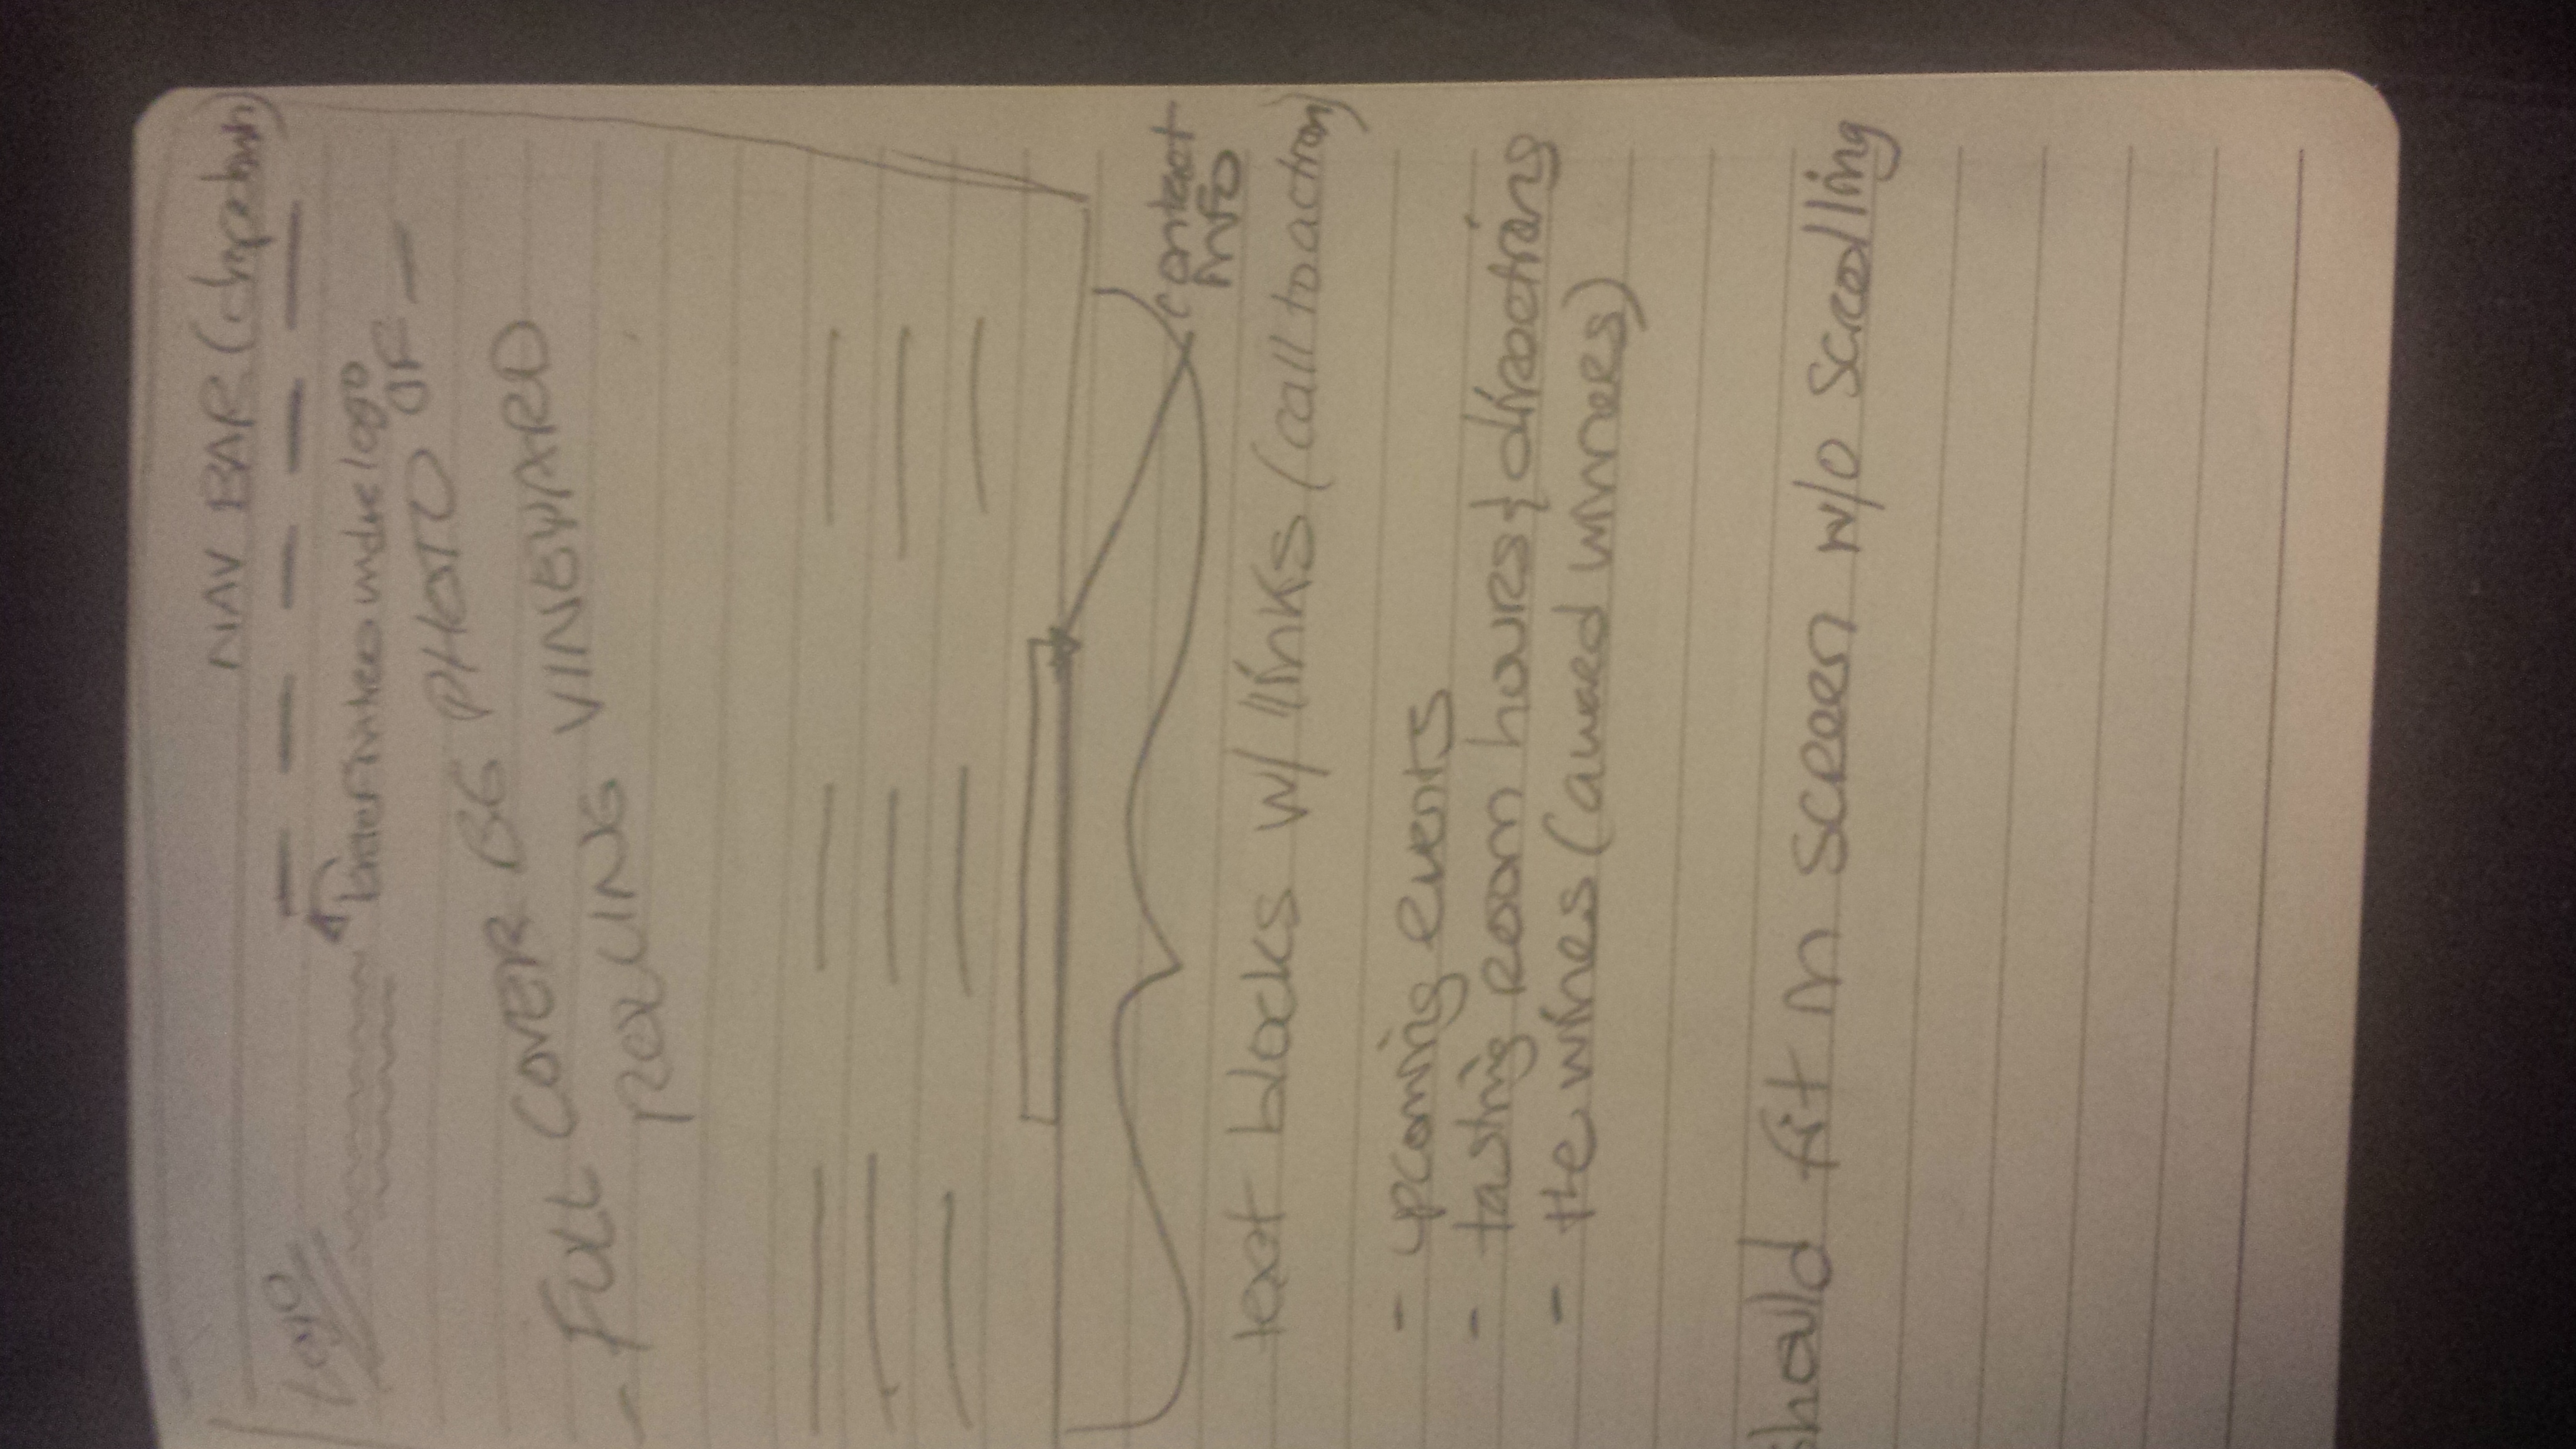 NAV BAR (dropdown)
Logo
brief intro under logo
- FULL COVER BG PHOTO OF -
ROLLING VINEYARD
contact
INFO
text blocks w/ links (call to action)
- upcoming events
- tasting room hours & directions
- the wines (award winners)
should fit in screen w/o scrolling